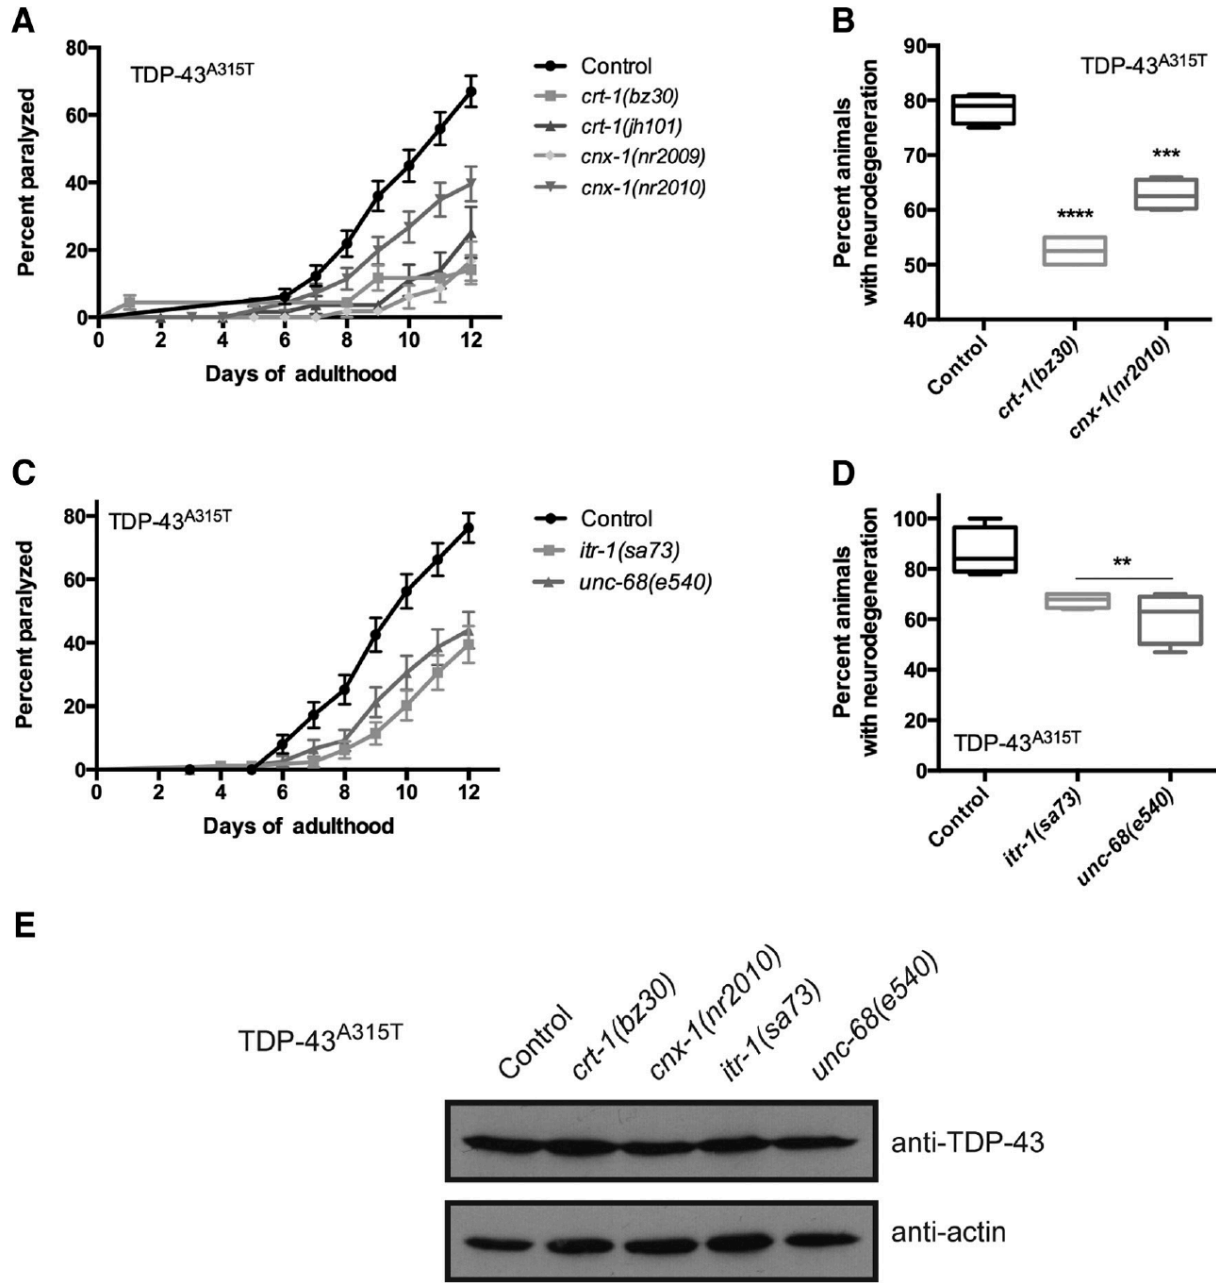 A
TDP-43A315T
Percent paralyzed
80
60
40
20
0
0 2 4 6 8 10 12
Days of adulthood
Control
crt-1(bz30)
crt-1(jh101)
cnx-1(nr2009)
cnx-1(nr2010)
B
TDP-43A315T
Percent animals
with neurodegeneration
90
80
70
60
50
40
****
***
Control
crt-1(bz30)
cnx-1(nr2010)
C
TDP-43A315T
Percent paralyzed
80
60
40
20
0
0 2 4 6 8 10 12
Days of adulthood
Control
itr-1(sa73)
unc-68(e540)
D
Percent animals
with neurodegeneration
100
80
60
40
20
0
**
TDP-43A315T
Control
itr-1(sa73)
unc-68(e540)
E
TDP-43A315T
Control
crt-1(bz30)
cnx-1(nr2010)
itr-1(sa73)
unc-68(e540)
anti-TDP-43
anti-actin